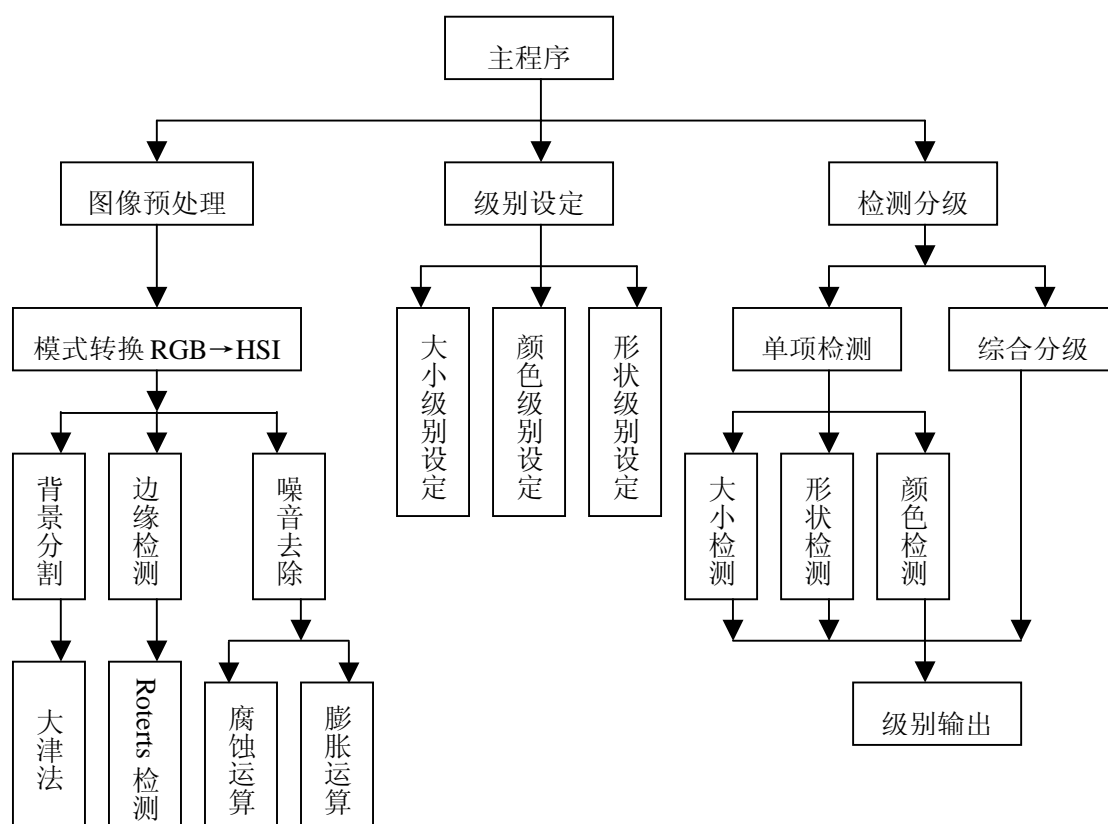 主程序
图像预处理
级别设定
检测分级
模式转换 RGB→HSI
大小级别设定
颜色级别设定
形状级别设定
单项检测
综合分级
背景分割
边缘检测
噪音去除
大小检测
形状检测
颜色检测
大津法
Roterts 检测
腐蚀运算
膨胀运算
级别输出